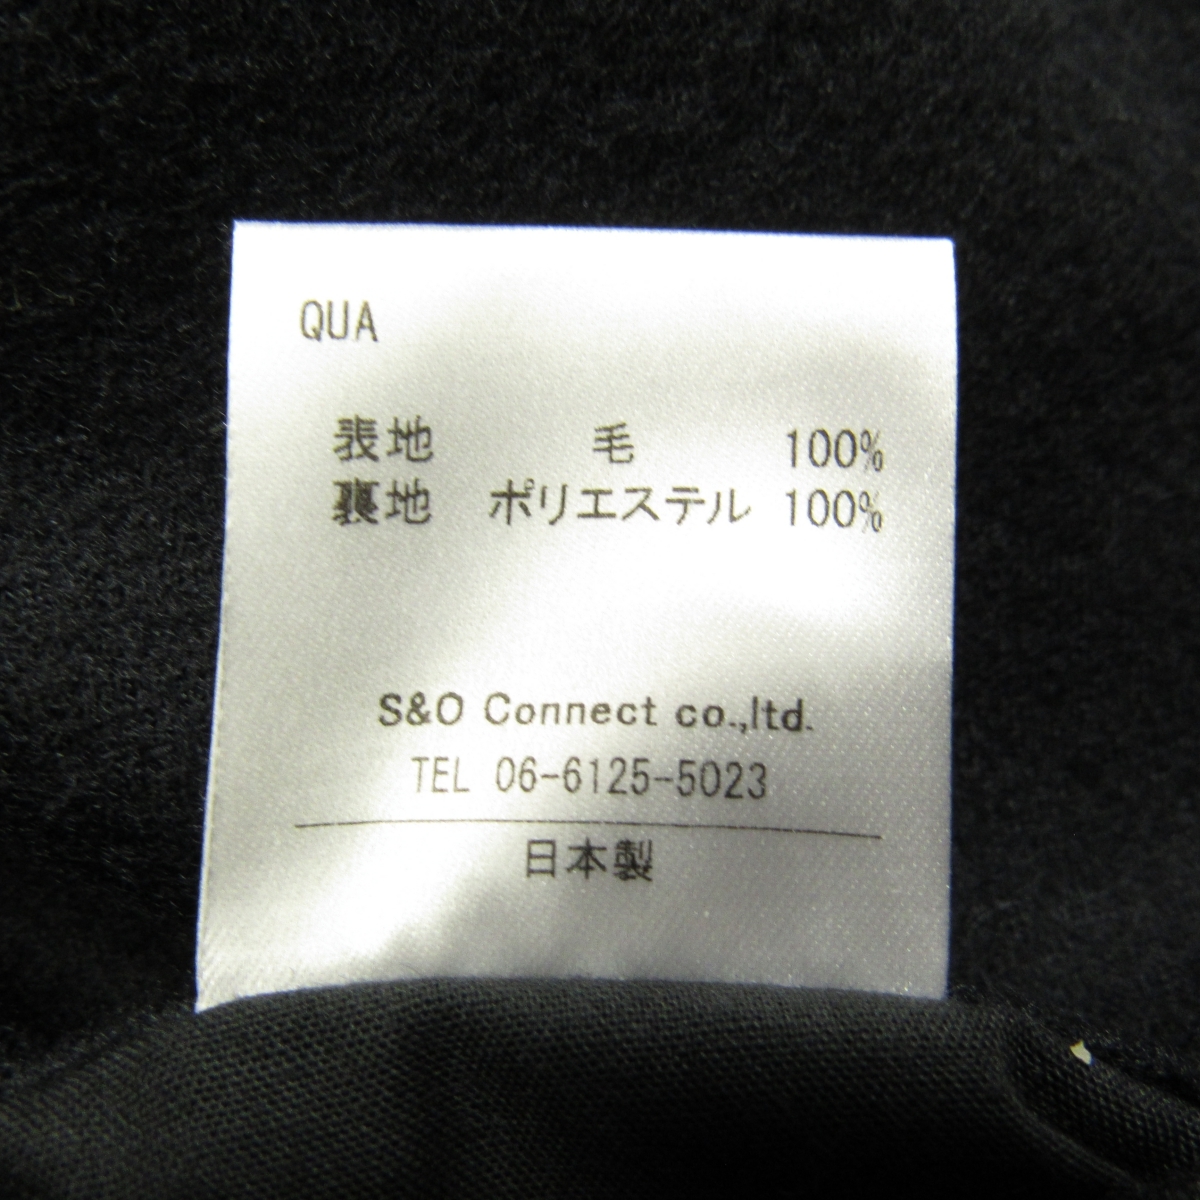 QUA
表地 毛 100%
裏地 ポリエステル 100%
S&O Connect co.,ltd.
TEL 06-6125-5023
日本製